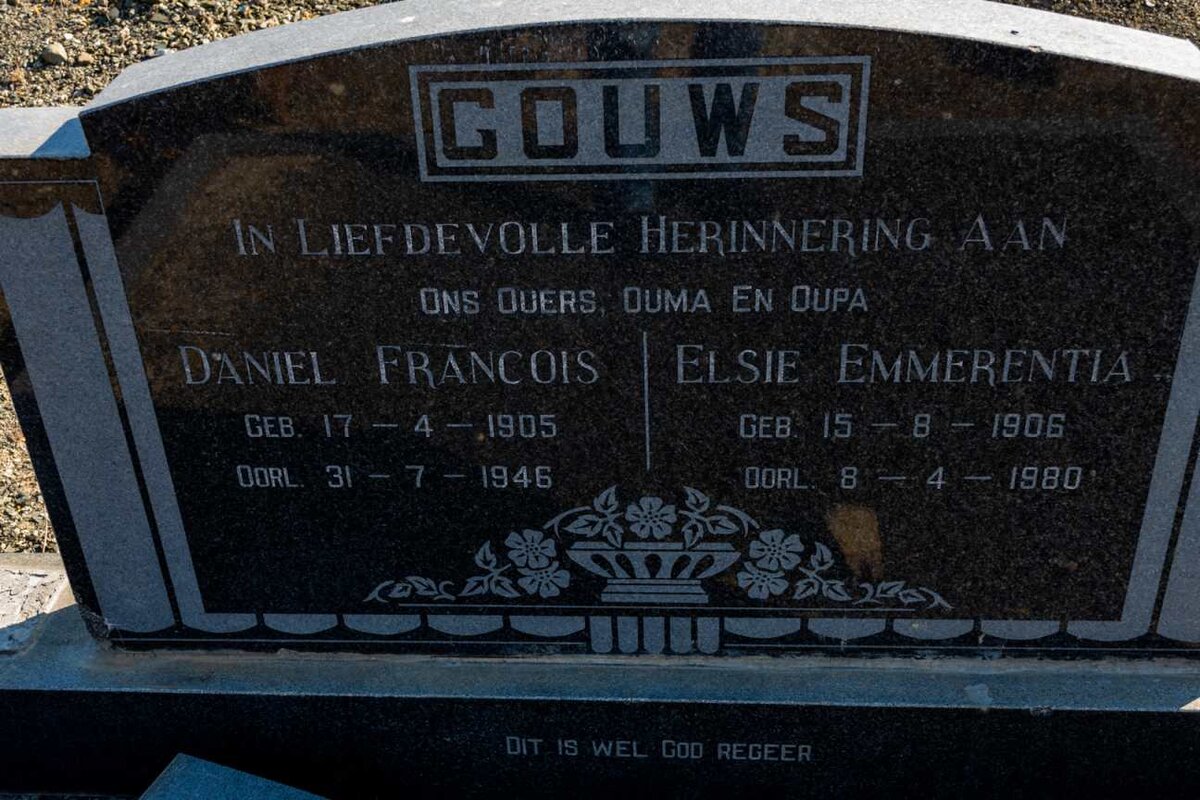 GOUWS
IN LIEFDEVOLLE HERINNERING AAN
ONS OUERS, OUMA EN OUPA
DANIEL FRANCOIS
GEB. 17 – 4 – 1905
OORL. 31 – 7 – 1946
ELSIE EMMERENTIA
GEB. 15 – 8 – 1906
OORL. 8 – 4 – 1980
DIT IS WEL GOD REGEER